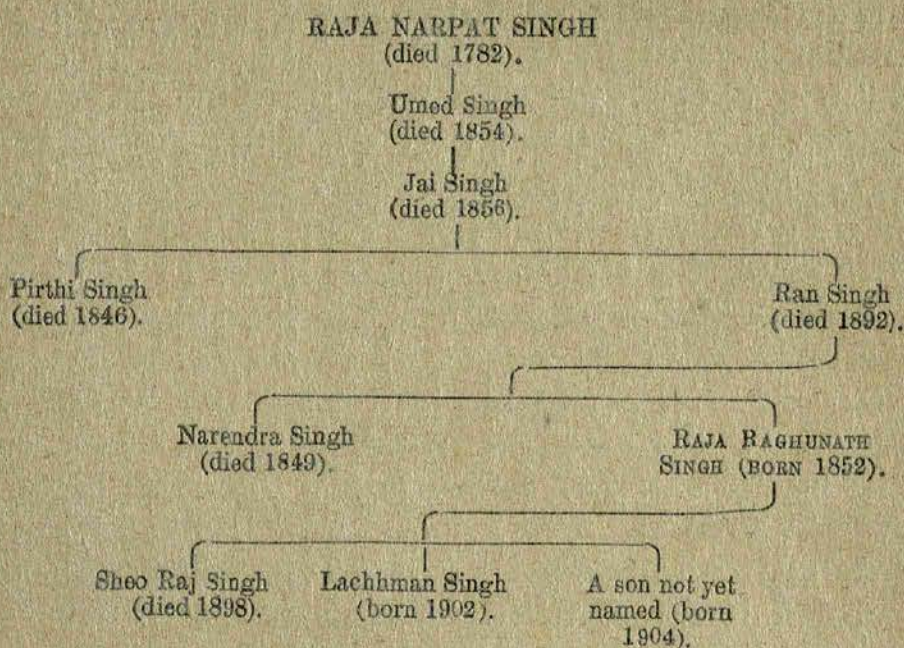 RAJA NARPAT SINGH
(died 1782).
Umed Singh
(died 1854).
Jai Singh
(died 1856).
Pirthi Singh
(died 1846).
Ran Singh
(died 1892).
Narendra Singh
(died 1849).
RAJA RAGHUNATH
SINGH (BORN 1852).
Sheo Raj Singh
(died 1898).
Lachhman Singh
(born 1902).
A son not yet
named (born
1904).